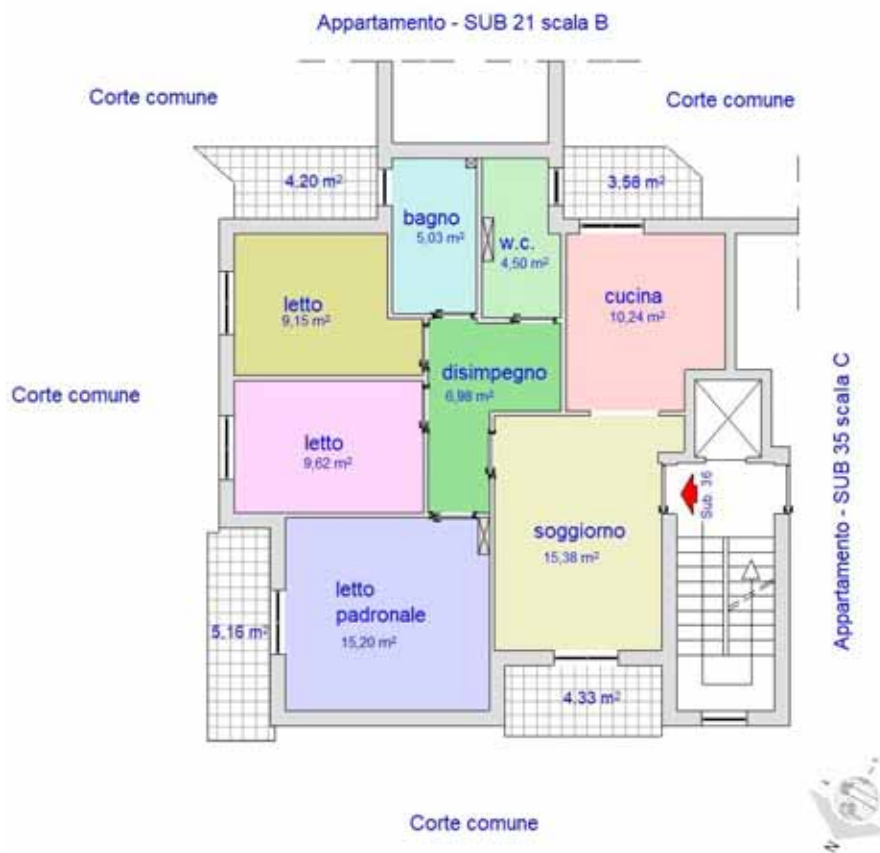 Appartamento - SUB 21 scala B
Corte comune
Corte comune
4,20 m²
3,58 m²
bagno
5,03 m²
w.c.
4,50 m²
letto
9,15 m²
cucina
10,24 m²
disimpegno
6,98 m²
Corte comune
letto
9,62 m²
Appartamento - SUB 35 scala C
Sub. 36
soggiorno
15,38 m²
letto
padronale
15,20 m²
5,16 m²
4,33 m²
Corte comune
N